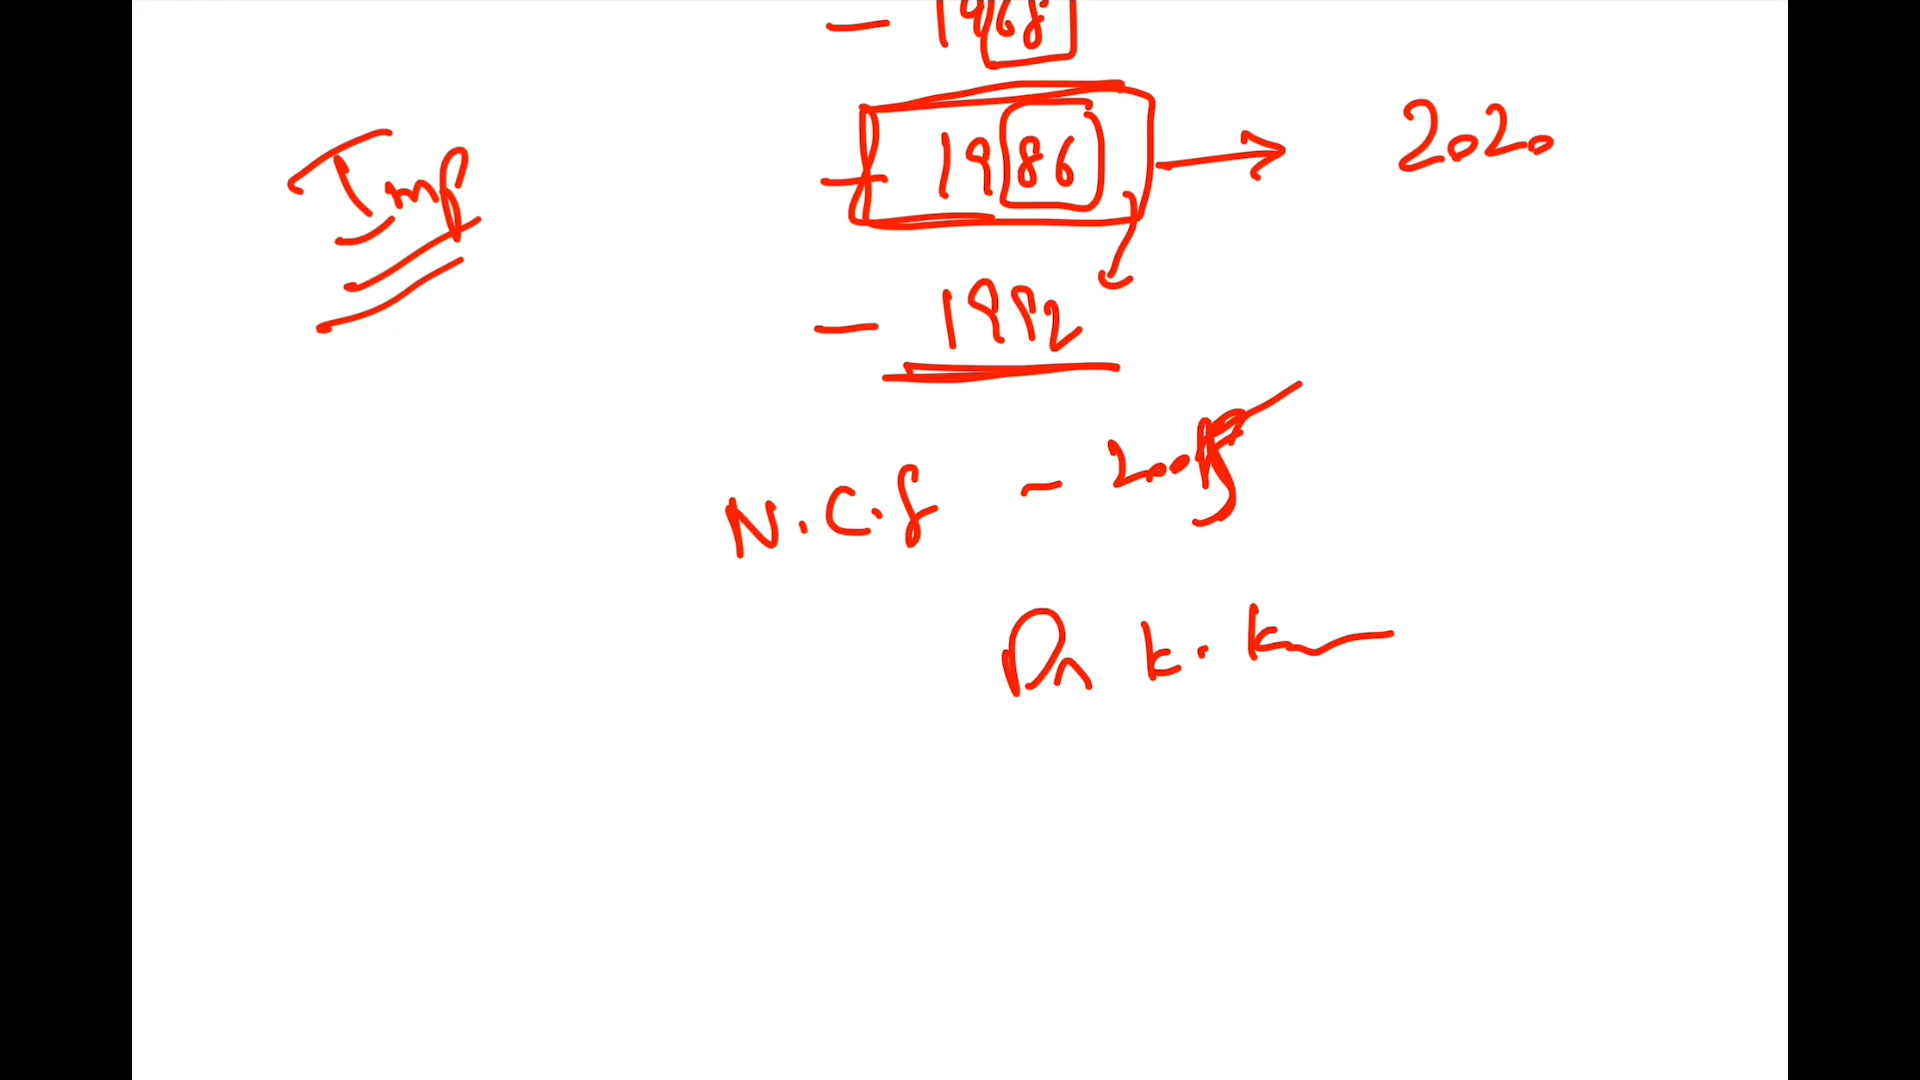 - 1968
Imp
- 1986 → 2020
- 1992
N.C.f - 2005
Dr k. k